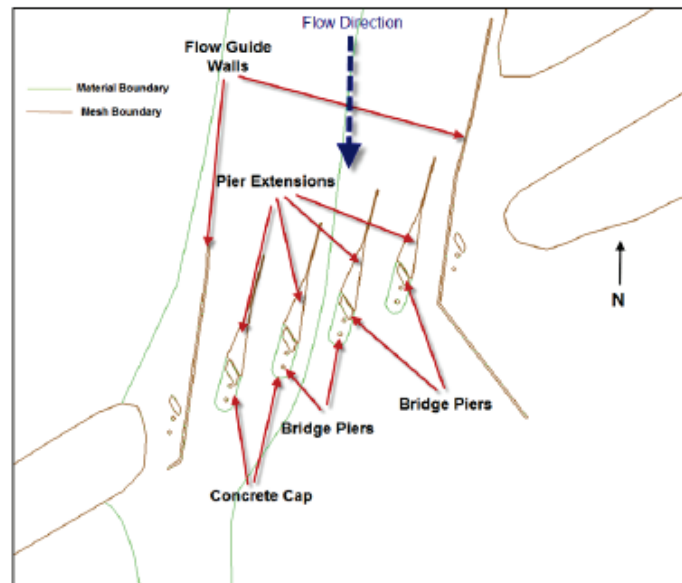 Flow Direction
Flow Guide
Walls
Material Boundary
Mesh Boundary
Pier Extensions
N
Bridge Piers
Bridge Piers
Concrete Cap